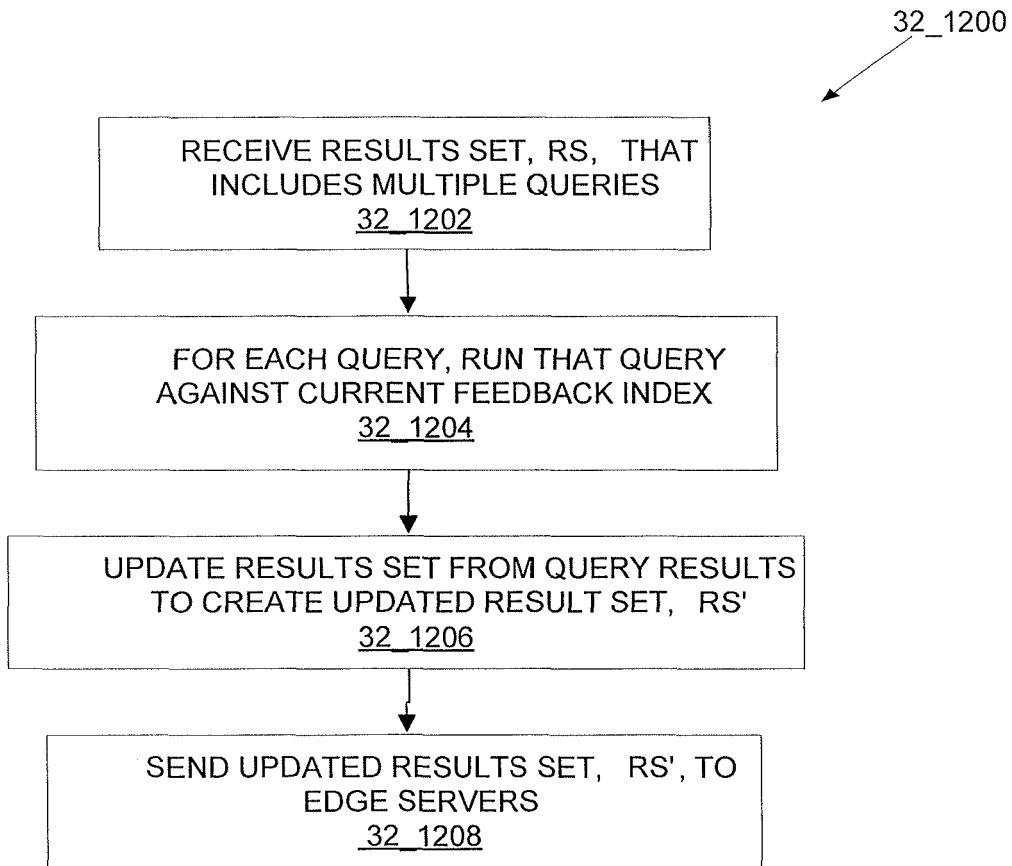 32_1200
RECEIVE RESULTS SET, RS, THAT
INCLUDES MULTIPLE QUERIES
32_1202
FOR EACH QUERY, RUN THAT QUERY
AGAINST CURRENT FEEDBACK INDEX
32_1204
UPDATE RESULTS SET FROM QUERY RESULTS
TO CREATE UPDATED RESULT SET, RS'
32_1206
SEND UPDATED RESULTS SET, RS', TO
EDGE SERVERS
32_1208